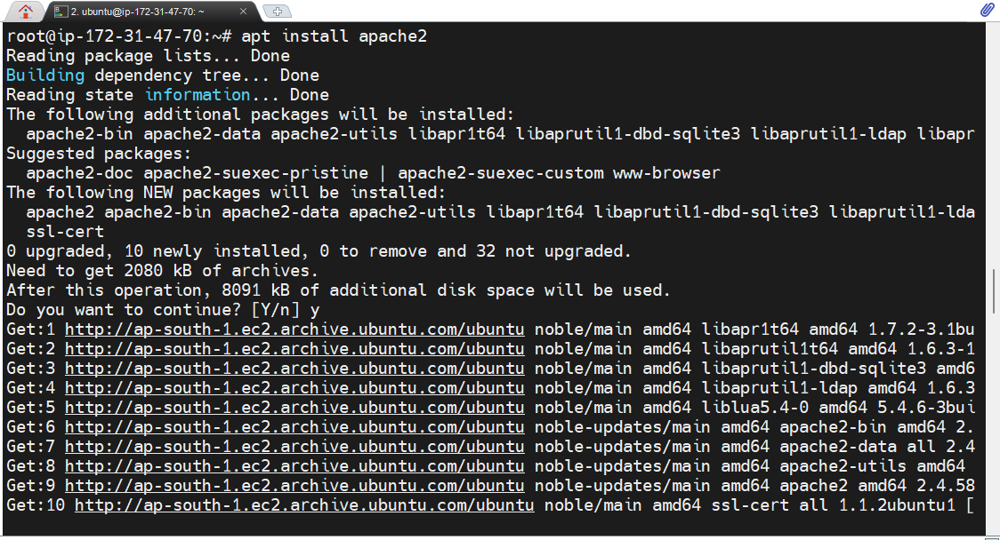 2. ubuntu@ip-172-31-47-70: ~
root@ip-172-31-47-70:~# apt install apache2
Reading package lists... Done
Building dependency tree... Done
Reading state information... Done
The following additional packages will be installed:
  apache2-bin apache2-data apache2-utils libapr1t64 libaprutil1-dbd-sqlite3 libaprutil1-ldap libapr
Suggested packages:
  apache2-doc apache2-suexec-pristine | apache2-suexec-custom www-browser
The following NEW packages will be installed:
  apache2 apache2-bin apache2-data apache2-utils libapr1t64 libaprutil1-dbd-sqlite3 libaprutil1-lda
  ssl-cert
0 upgraded, 10 newly installed, 0 to remove and 32 not upgraded.
Need to get 2080 kB of archives.
After this operation, 8091 kB of additional disk space will be used.
Do you want to continue? [Y/n] y
Get:1 http://ap-south-1.ec2.archive.ubuntu.com/ubuntu noble/main amd64 libapr1t64 amd64 1.7.2-3.1bu
Get:2 http://ap-south-1.ec2.archive.ubuntu.com/ubuntu noble/main amd64 libaprutil1t64 amd64 1.6.3-1
Get:3 http://ap-south-1.ec2.archive.ubuntu.com/ubuntu noble/main amd64 libaprutil1-dbd-sqlite3 amd6
Get:4 http://ap-south-1.ec2.archive.ubuntu.com/ubuntu noble/main amd64 libaprutil1-ldap amd64 1.6.3
Get:5 http://ap-south-1.ec2.archive.ubuntu.com/ubuntu noble/main amd64 liblua5.4-0 amd64 5.4.6-3bui
Get:6 http://ap-south-1.ec2.archive.ubuntu.com/ubuntu noble-updates/main amd64 apache2-bin amd64 2.
Get:7 http://ap-south-1.ec2.archive.ubuntu.com/ubuntu noble-updates/main amd64 apache2-data all 2.4
Get:8 http://ap-south-1.ec2.archive.ubuntu.com/ubuntu noble-updates/main amd64 apache2-utils amd64
Get:9 http://ap-south-1.ec2.archive.ubuntu.com/ubuntu noble-updates/main amd64 apache2 amd64 2.4.58
Get:10 http://ap-south-1.ec2.archive.ubuntu.com/ubuntu noble/main amd64 ssl-cert all 1.1.2ubuntu1 [